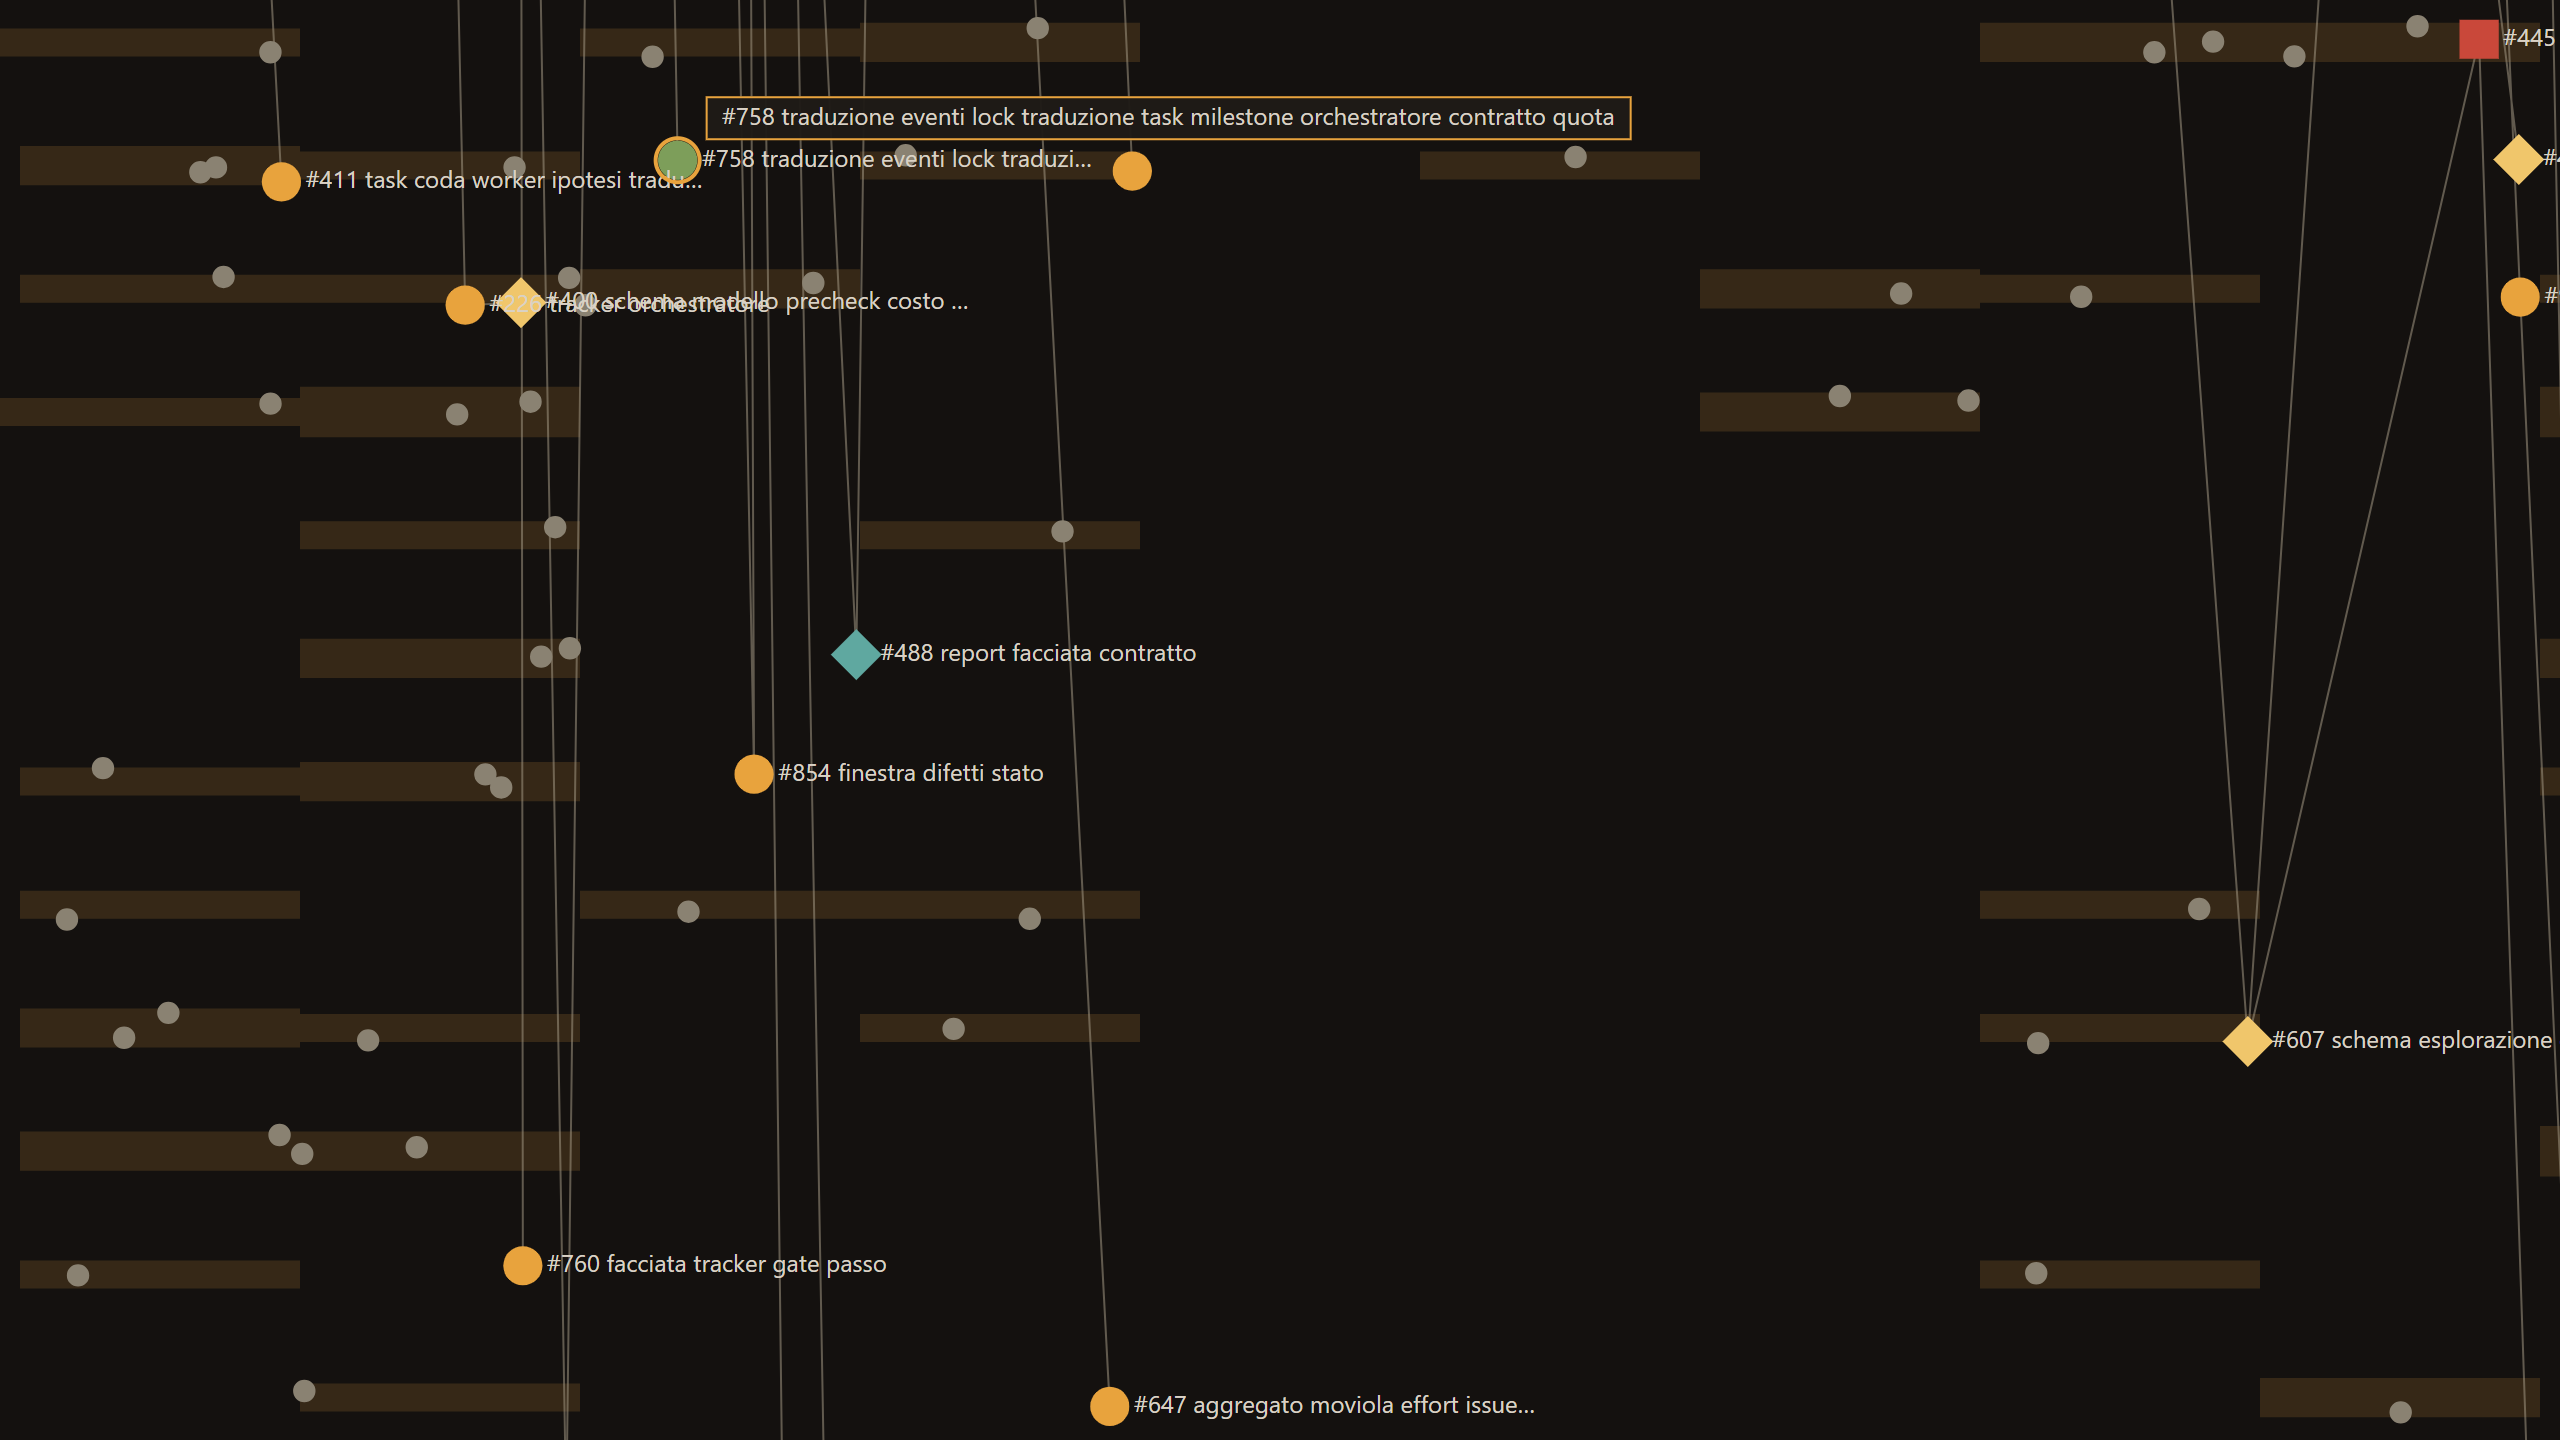 #445
#758 traduzione eventi lock traduzione task milestone orchestratore contratto quota
#758 traduzione eventi lock traduzi...
#411 task coda worker ipotesi tradu...
#400 schema modello precheck costo ...
#226 tracker orchestratore
#488 report facciata contratto
#854 finestra difetti stato
#607 schema esplorazione
#760 facciata tracker gate passo
#647 aggregato moviola effort issue...